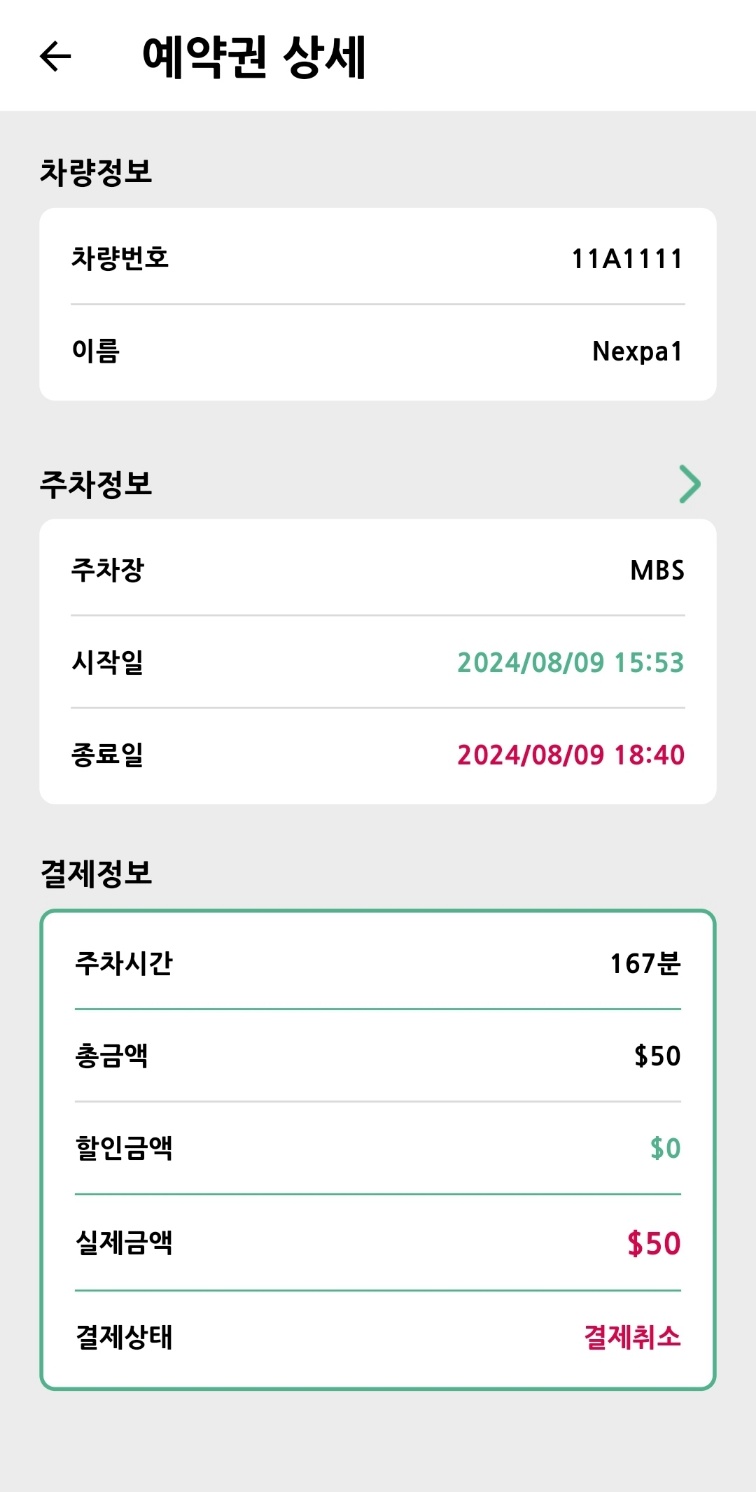 예약권 상세
차량정보
차량번호 11A1111
이름 Nexpa1
주차정보
주차장 MBS
시작일 2024/08/09 15:53
종료일 2024/08/09 18:40
결제정보
주차시간 167분
총금액 $50
할인금액 $0
실제금액 $50
결제상태 결제취소